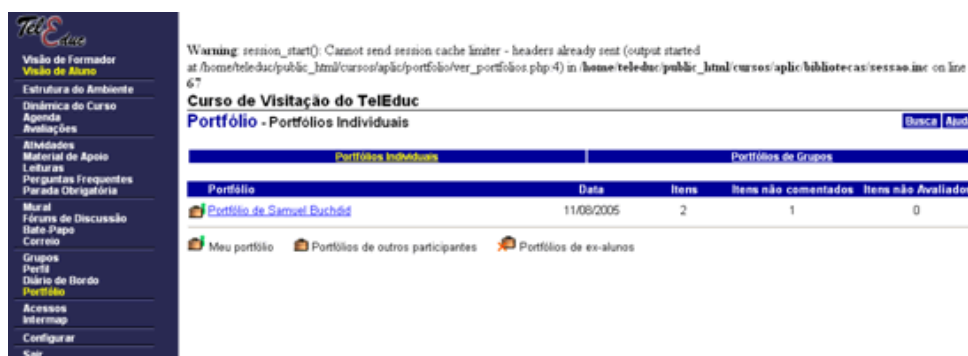 TelEduc
Visão de Formador
Visão de Aluno
Estrutura do Ambiente
Dinâmica do Curso
Agenda
Avaliações
Atividades
Material de Apoio
Leituras
Perguntas Frequentes
Parada Obrigatória
Mural
Fóruns de Discussão
Bate-Papo
Correio
Grupos
Perfil
Diário de Bordo
Portfólio
Acessos
Intermap
Configurar
Sair
Warning: session_start(): Cannot send session cache limiter - headers already sent (output started
at /home/teleduc/public_html/cursos/aplic/portfolio/ver_portfolios.php:4) in /home/teleduc/public_html/cursos/aplic/bibliotecas/sessao.inc on line
67
Curso de Visitação do TelEduc
Portfólio - Portfólios Individuais
Busca Ajud
Portfólios Individuais Portfólios de Grupos
Portfólio Data Itens Itens não comentados Itens não Avaliado
Portfólio de Samuel Buchdid 11/08/2005 2 1 0
Meu portfólio Portfólios de outros participantes Portfólios de ex-alunos